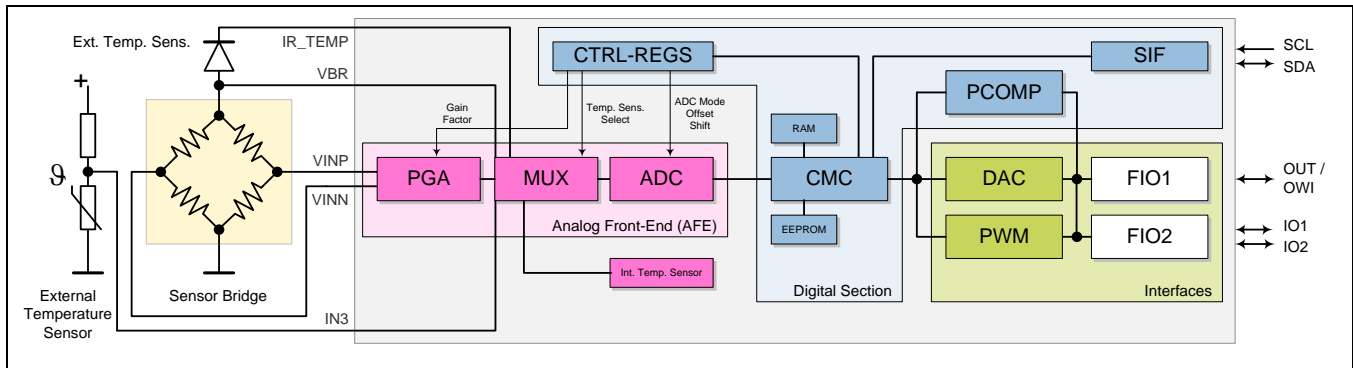 Ext. Temp. Sens.
IR_TEMP
VBR
CTRL-REGS
SIF
SCL
SDA
PCOMP
Gain
Factor
Temp. Sens.
Select
ADC Mode
Offset
Shift
RAM
+
ϑ
VINP
VINN
PGA
MUX
ADC
CMC
DAC
FIO1
OUT /
OWI
Analog Front-End (AFE)
EEPROM
PWM
FIO2
IO1
IO2
Int. Temp. Sensor
External
Temperature
Sensor
Sensor Bridge
IN3
Digital Section
Interfaces